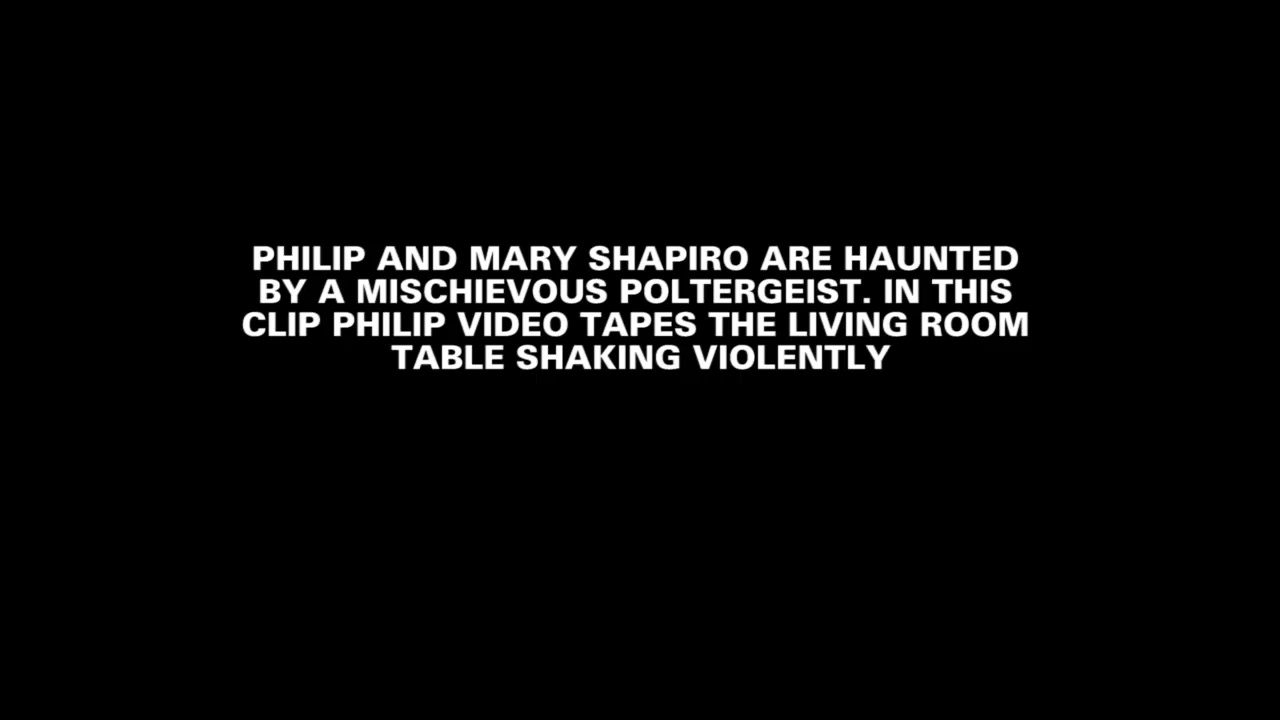 PHILIP AND MARY SHAPIRO ARE HAUNTED
BY A MISCHIEVOUS POLTERGEIST. IN THIS
CLIP PHILIP VIDEO TAPES THE LIVING ROOM
TABLE SHAKING VIOLENTLY